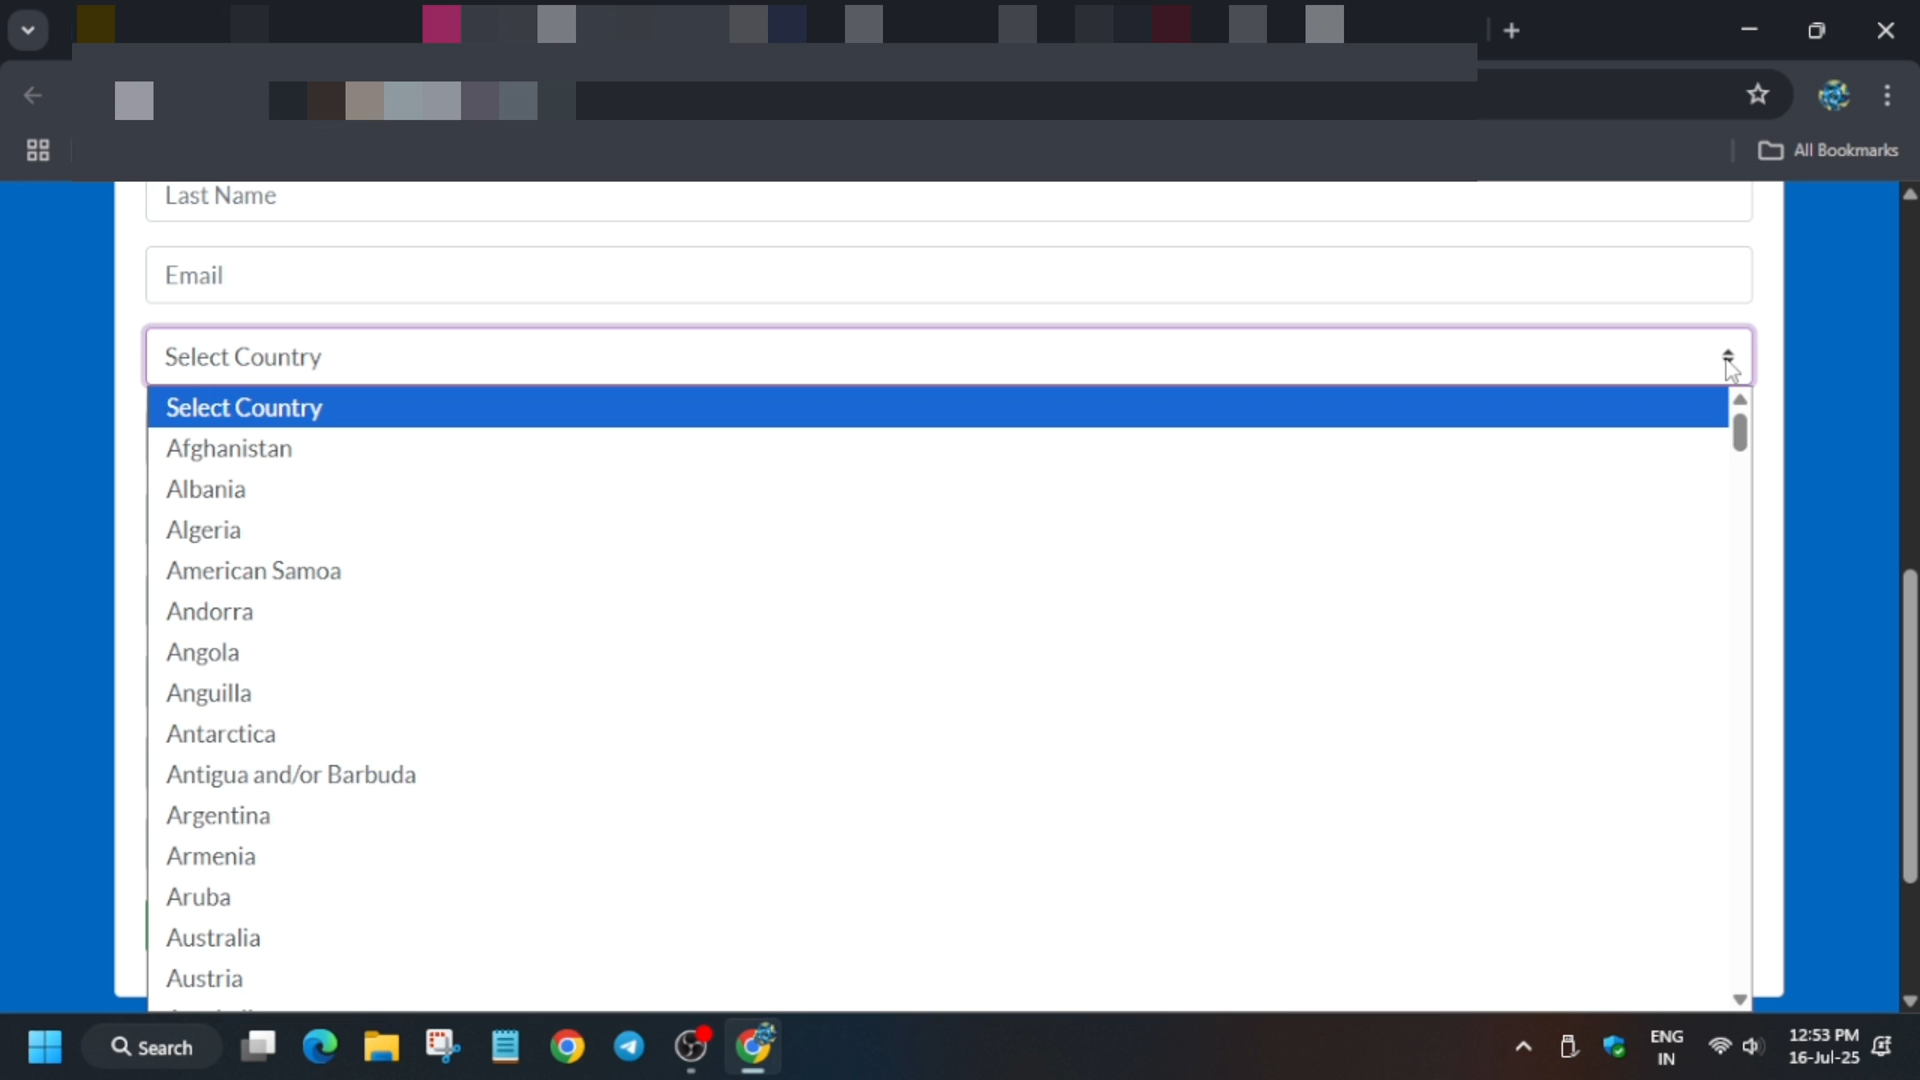 All Bookmarks
Last Name
Email
Select Country
Select Country
Afghanistan
Albania
Algeria
American Samoa
Andorra
Angola
Anguilla
Antarctica
Antigua and/or Barbuda
Argentina
Armenia
Aruba
Australia
Austria
Search
ENG
IN
12:53 PM
16-Jul-25